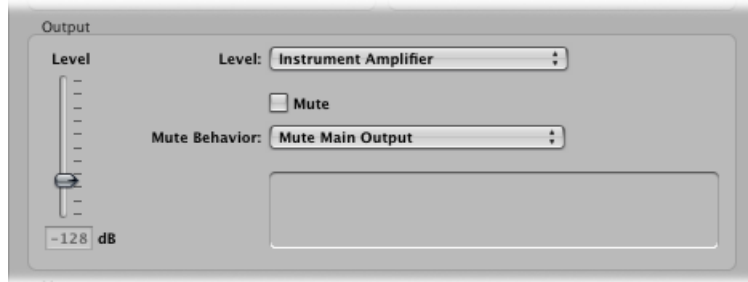 Output
Level
Level: Instrument Amplifier
Mute
Mute Behavior: Mute Main Output
-128 dB